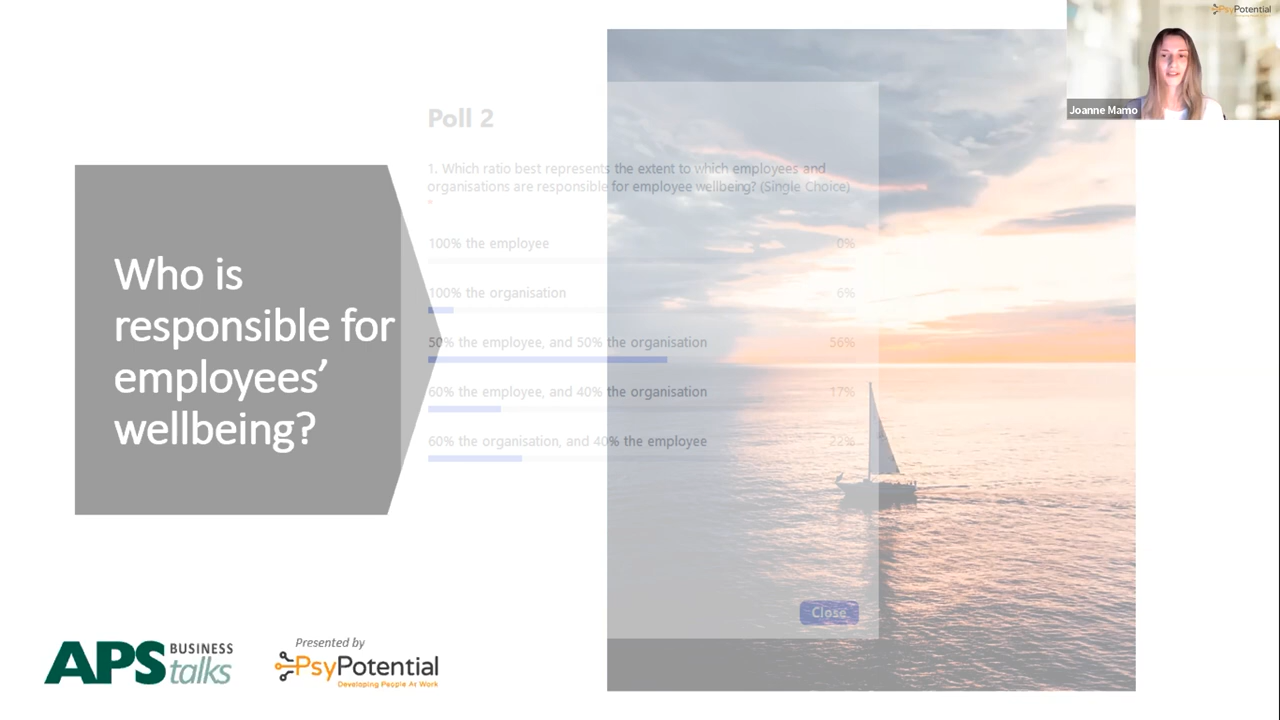 PsyPotential
Joanne Mamo
Poll 2
1. Which ratio best represents the extent to which employees and
organisations are responsible for employee wellbeing? (Single Choice)
*
100% the employee 0%
100% the organisation 6%
50% the employee, and 50% the organisation 56%
60% the employee, and 40% the organisation 17%
60% the organisation, and 40% the employee 22%
Close
Who is
responsible for
employees’
wellbeing?
APS BUSINESS
talks
Presented by
PsyPotential
Developing People At Work